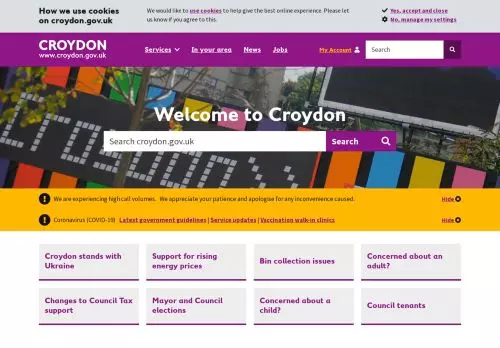 How we use cookies
on croydon.gov.uk
We would like to use cookies to help give the best online experience. Please let
us know if you agree to this.
Yes, accept and close
No, manage my settings
CROYDON
www.croydon.gov.uk
Services
In your area
News
Jobs
My Account
Search
Croydon
Welcome to Croydon
Search croydon.gov.uk
Search
We are experiencing high call volumes. We appreciate your patience and apologise for any inconvenience caused.
Hide
Coronavirus (COVID-19) Latest government guidelines | Service updates | Vaccination walk-in clinics
Hide
Croydon stands with
Ukraine
Support for rising
energy prices
Bin collection issues
Concerned about an
adult?
Changes to Council Tax
support
Mayor and Council
elections
Concerned about a
child?
Council tenants